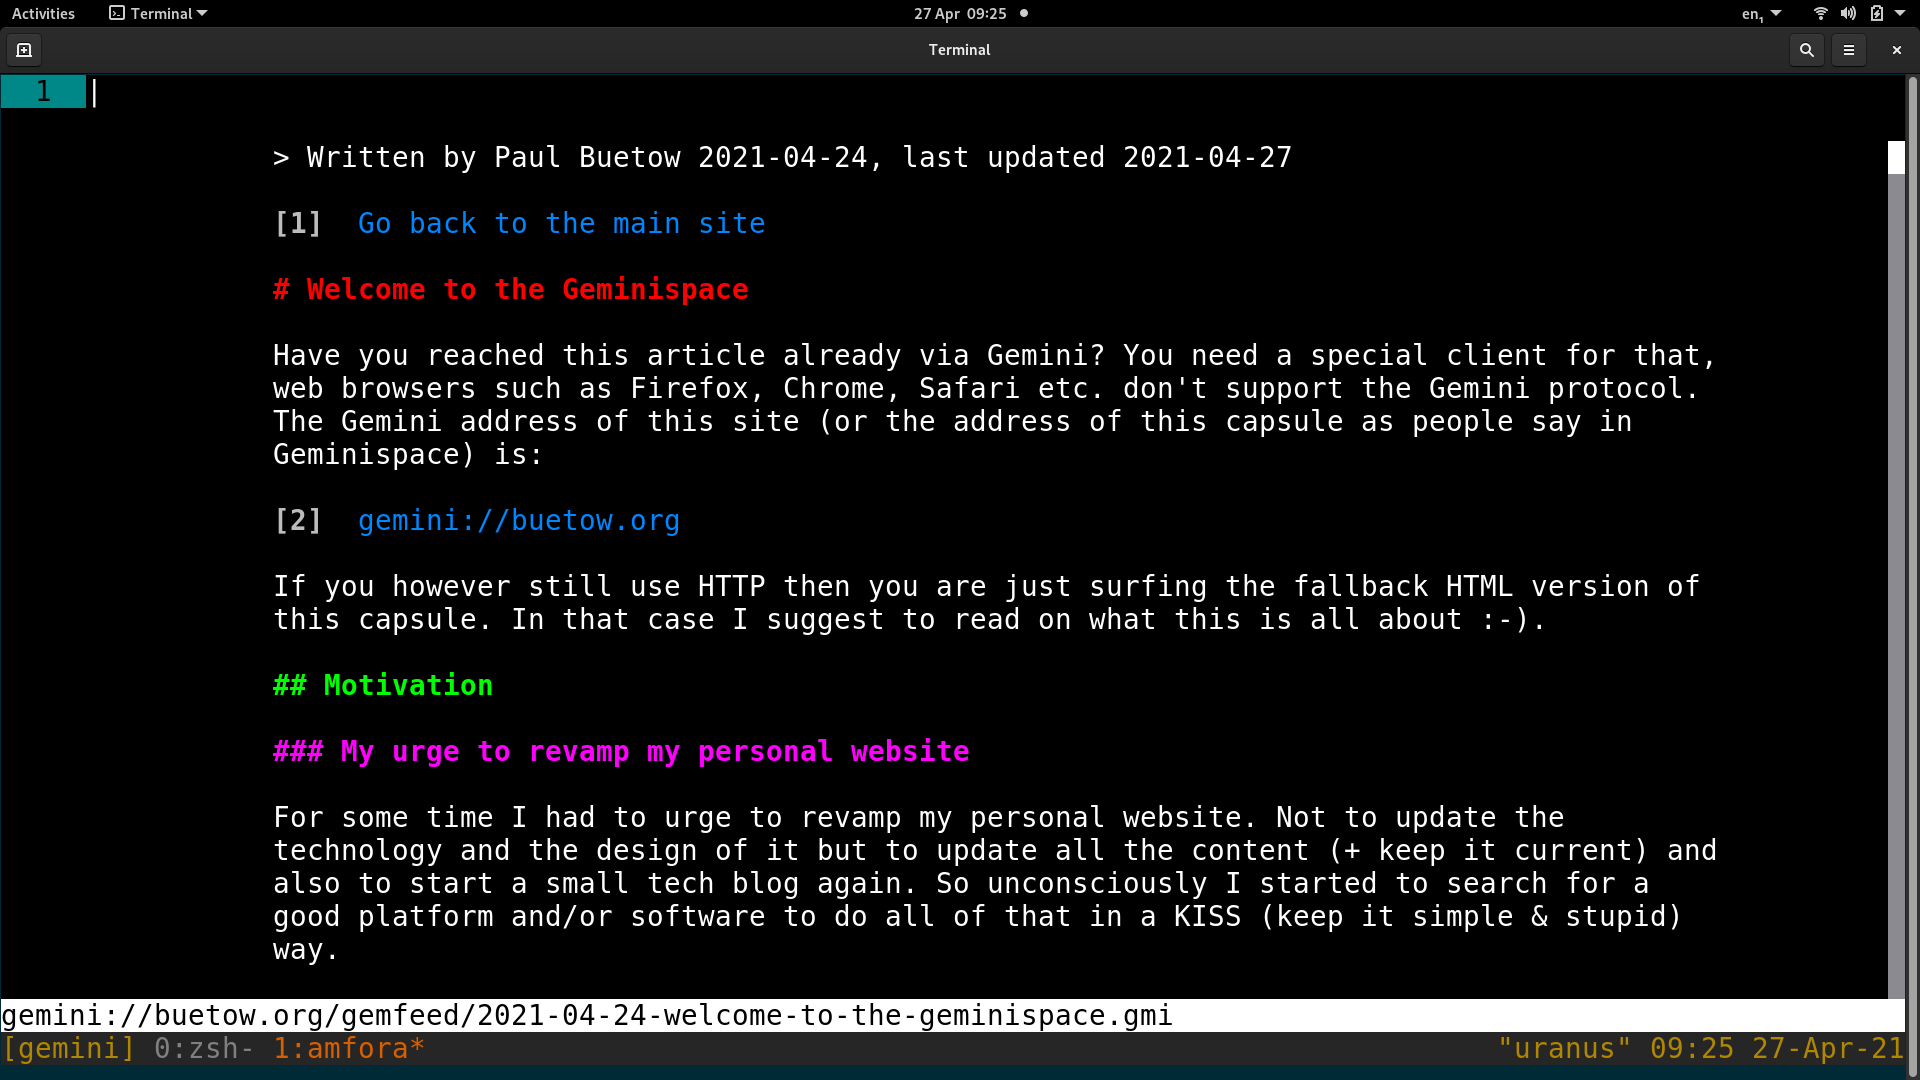 Activities Terminal 27 Apr 09:25 en₁
Terminal
1
> Written by Paul Buetow 2021-04-24, last updated 2021-04-27
[1] Go back to the main site
# Welcome to the Geminispace
Have you reached this article already via Gemini? You need a special client for that,
web browsers such as Firefox, Chrome, Safari etc. don't support the Gemini protocol.
The Gemini address of this site (or the address of this capsule as people say in
Geminispace) is:
[2] gemini://buetow.org
If you however still use HTTP then you are just surfing the fallback HTML version of
this capsule. In that case I suggest to read on what this is all about :-).
## Motivation
### My urge to revamp my personal website
For some time I had to urge to revamp my personal website. Not to update the
technology and the design of it but to update all the content (+ keep it current) and
also to start a small tech blog again. So unconsciously I started to search for a
good platform and/or software to do all of that in a KISS (keep it simple & stupid)
way.
gemini://buetow.org/gemfeed/2021-04-24-welcome-to-the-geminispace.gmi
[gemini] 0:zsh- 1:amfora* "uranus" 09:25 27-Apr-21